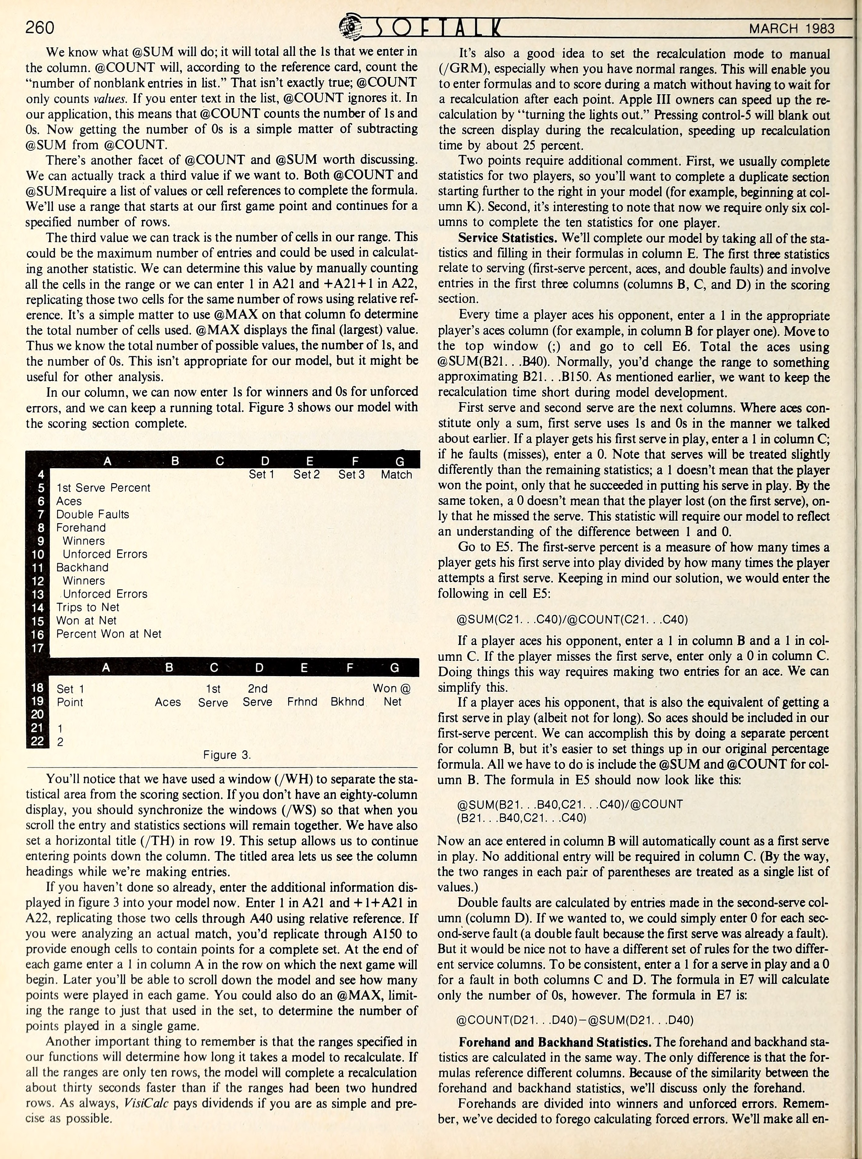 260
SOFTALK
MARCH 1983
We know what @SUM will do; it will total all the 1s that we enter in
the column. @COUNT will, according to the reference card, count the
"number of nonblank entries in list." That isn't exactly true; @COUNT
only counts values. If you enter text in the list, @COUNT ignores it. In
our application, this means that @COUNT counts the number of 1s and
0s. Now getting the number of 0s is a simple matter of subtracting
@SUM from @COUNT.
There's another facet of @COUNT and @SUM worth discussing.
We can actually track a third value if we want to. Both @COUNT and
@SUMrequire a list of values or cell references to complete the formula.
We'll use a range that starts at our first game point and continues for a
specified number of rows.
The third value we can track is the number of cells in our range. This
could be the maximum number of entries and could be used in calculat-
ing another statistic. We can determine this value by manually counting
all the cells in the range or we can enter 1 in A21 and +A21+1 in A22,
replicating those two cells for the same number of rows using relative ref-
erence. It's a simple matter to use @MAX on that column fo determine
the total number of cells used. @MAX displays the final (largest) value.
Thus we know the total number of possible values, the number of 1s, and
the number of 0s. This isn't appropriate for our model, but it might be
useful for other analysis.
In our column, we can now enter 1s for winners and 0s for unforced
errors, and we can keep a running total. Figure 3 shows our model with
the scoring section complete.
A B C D E F G
4 Set 1 Set 2 Set 3 Match
5 1st Serve Percent
6 Aces
7 Double Faults
8 Forehand
9 Winners
10 Unforced Errors
11 Backhand
12 Winners
13 Unforced Errors
14 Trips to Net
15 Won at Net
16 Percent Won at Net
17
A B C D E F G
18 Set 1 1st 2nd Won @
19 Point Aces Serve Serve Frhnd Bkhnd Net
20
21 1
22 2
Figure 3.
You'll notice that we have used a window (/WH) to separate the sta-
tistical area from the scoring section. If you don't have an eighty-column
display, you should synchronize the windows (/WS) so that when you
scroll the entry and statistics sections will remain together. We have also
set a horizontal title (/TH) in row 19. This setup allows us to continue
entering points down the column. The titled area lets us see the column
headings while we're making entries.
If you haven't done so already, enter the additional information dis-
played in figure 3 into your model now. Enter 1 in A21 and +1+A21 in
A22, replicating those two cells through A40 using relative reference. If
you were analyzing an actual match, you'd replicate through A150 to
provide enough cells to contain points for a complete set. At the end of
each game enter a 1 in column A in the row on which the next game will
begin. Later you'll be able to scroll down the model and see how many
points were played in each game. You could also do an @MAX, limit-
ing the range to just that used in the set, to determine the number of
points played in a single game.
Another important thing to remember is that the ranges specified in
our functions will determine how long it takes a model to recalculate. If
all the ranges are only ten rows, the model will complete a recalculation
about thirty seconds faster than if the ranges had been two hundred
rows. As always, VisiCalc pays dividends if you are as simple and pre-
cise as possible.
It's also a good idea to set the recalculation mode to manual
(/GRM), especially when you have normal ranges. This will enable you
to enter formulas and to score during a match without having to wait for
a recalculation after each point. Apple III owners can speed up the re-
calculation by "turning the lights out." Pressing control-5 will blank out
the screen display during the recalculation, speeding up recalculation
time by about 25 percent.
Two points require additional comment. First, we usually complete
statistics for two players, so you'll want to complete a duplicate section
starting further to the right in your model (for example, beginning at col-
umn K). Second, it's interesting to note that now we require only six col-
umns to complete the ten statistics for one player.
Service Statistics. We'll complete our model by taking all of the sta-
tistics and filling in their formulas in column E. The first three statistics
relate to serving (first-serve percent, aces, and double faults) and involve
entries in the first three columns (columns B, C, and D) in the scoring
section.
Every time a player aces his opponent, enter a 1 in the appropriate
player's aces column (for example, in column B for player one). Move to
the top window (;) and go to cell E6. Total the aces using
@SUM(B21. . .B40). Normally, you'd change the range to something
approximating B21. . .B150. As mentioned earlier, we want to keep the
recalculation time short during model development.
First serve and second serve are the next columns. Where aces con-
stitute only a sum, first serve uses 1s and 0s in the manner we talked
about earlier. If a player gets his first serve in play, enter a 1 in column C;
if he faults (misses), enter a 0. Note that serves will be treated slightly
differently than the remaining statistics; a 1 doesn't mean that the player
won the point, only that he succeeded in putting his serve in play. By the
same token, a 0 doesn't mean that the player lost (on the first serve), on-
ly that he missed the serve. This statistic will require our model to reflect
an understanding of the difference between 1 and 0.
Go to E5. The first-serve percent is a measure of how many times a
player gets his first serve into play divided by how many times the player
attempts a first serve. Keeping in mind our solution, we would enter the
following in cell E5:
@SUM(C21. . .C40)/@COUNT(C21. . .C40)
If a player aces his opponent, enter a 1 in column B and a 1 in col-
umn C. If the player misses the first serve, enter only a 0 in column C.
Doing things this way requires making two entries for an ace. We can
simplify this.
If a player aces his opponent, that is also the equivalent of getting a
first serve in play (albeit not for long). So aces should be included in our
first-serve percent. We can accomplish this by doing a separate percent
for column B, but it's easier to set things up in our original percentage
formula. All we have to do is include the @SUM and @COUNT for col-
umn B. The formula in E5 should now look like this:
@SUM(B21. . .B40,C21. . .C40)/@COUNT
(B21. . .B40,C21. . .C40)
Now an ace entered in column B will automatically count as a first serve
in play. No additional entry will be required in column C. (By the way,
the two ranges in each pair of parentheses are treated as a single list of
values.)
Double faults are calculated by entries made in the second-serve col-
umn (column D). If we wanted to, we could simply enter 0 for each sec-
ond-serve fault (a double fault because the first serve was already a fault).
But it would be nice not to have a different set of rules for the two differ-
ent service columns. To be consistent, enter a 1 for a serve in play and a 0
for a fault in both columns C and D. The formula in E7 will calculate
only the number of 0s, however. The formula in E7 is:
@COUNT(D21. . .D40)–@SUM(D21. . .D40)
Forehand and Backhand Statistics. The forehand and backhand sta-
tistics are calculated in the same way. The only difference is that the for-
mulas reference different columns. Because of the similarity between the
forehand and backhand statistics, we'll discuss only the forehand.
Forehands are divided into winners and unforced errors. Remem-
ber, we've decided to forego calculating forced errors. We'll make all en-